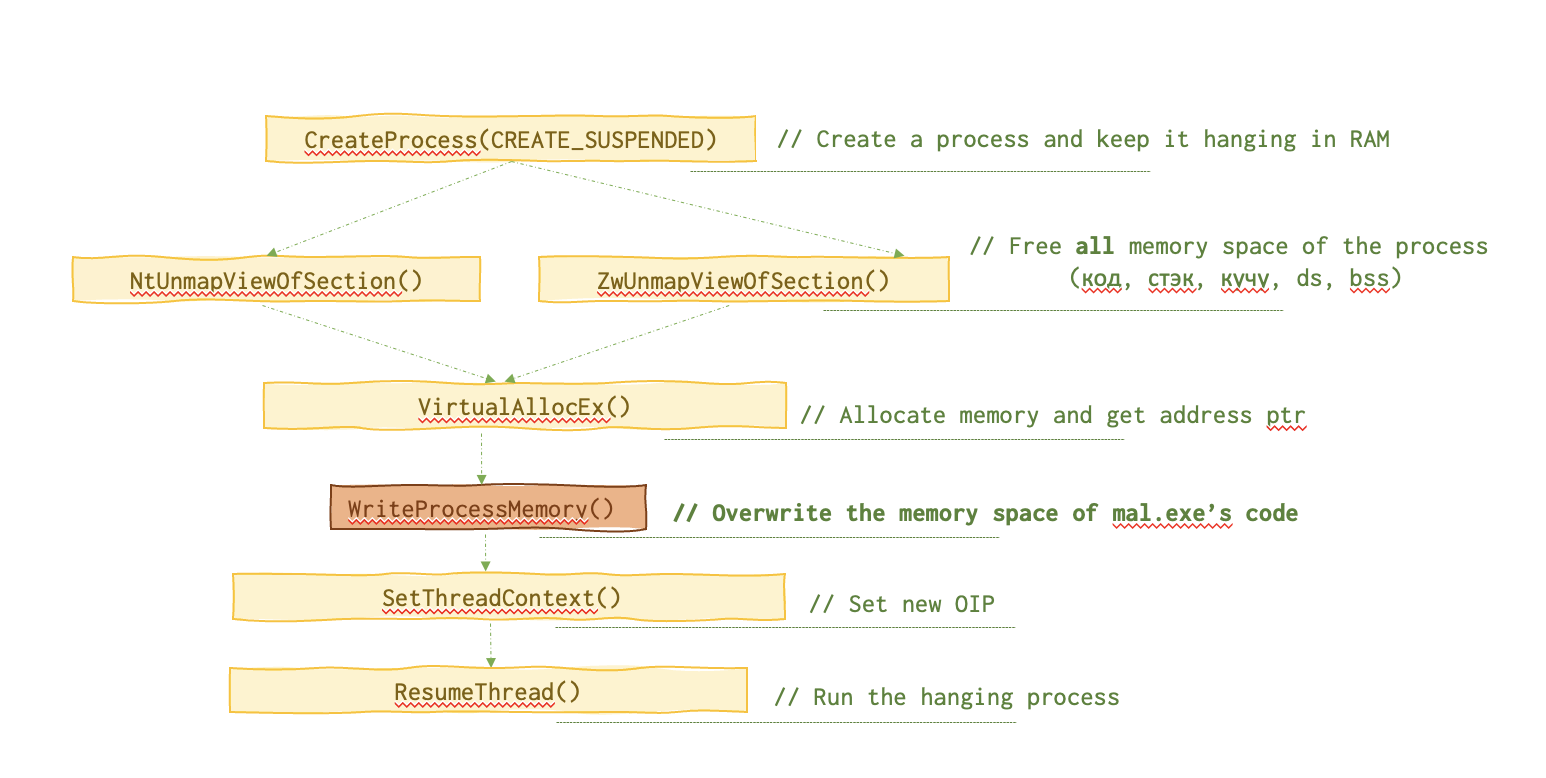 CreateProcess(CREATE_SUSPENDED) // Create a process and keep it hanging in RAM
// Free all memory space of the process
NtUnmapViewOfSection() ZwUnmapViewOfSection() (код, стэк, кучу, ds, bss)
VirtualAllocEx() // Allocate memory and get address ptr
WriteProcessMemory() // Overwrite the memory space of mal.exe’s code
SetThreadContext() // Set new OIP
ResumeThread() // Run the hanging process